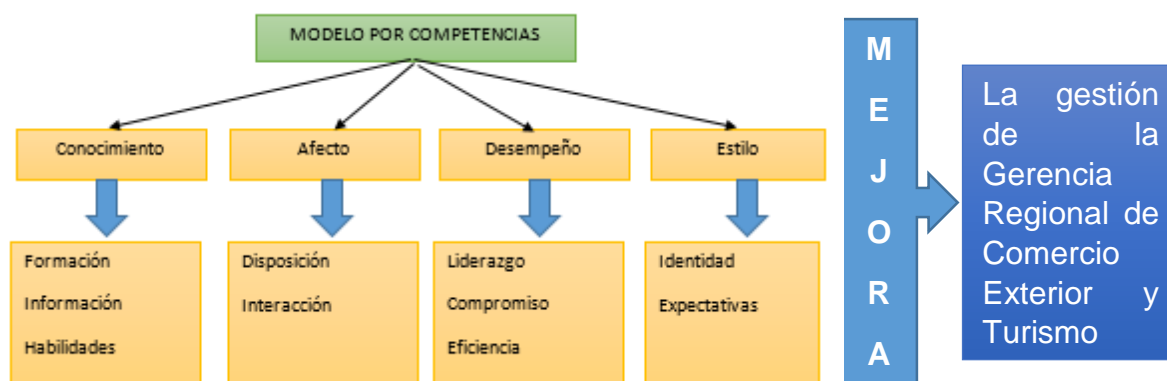 MODELO POR COMPETENCIAS
Conocimiento
Afecto
Desempeño
Estilo
Formación
Información
Habilidades
Disposición
Interacción
Liderazgo
Compromiso
Eficiencia
Identidad
Expectativas
M
E
J
O
R
A
La gestión
de la
Gerencia
Regional de
Comercio
Exterior y
Turismo